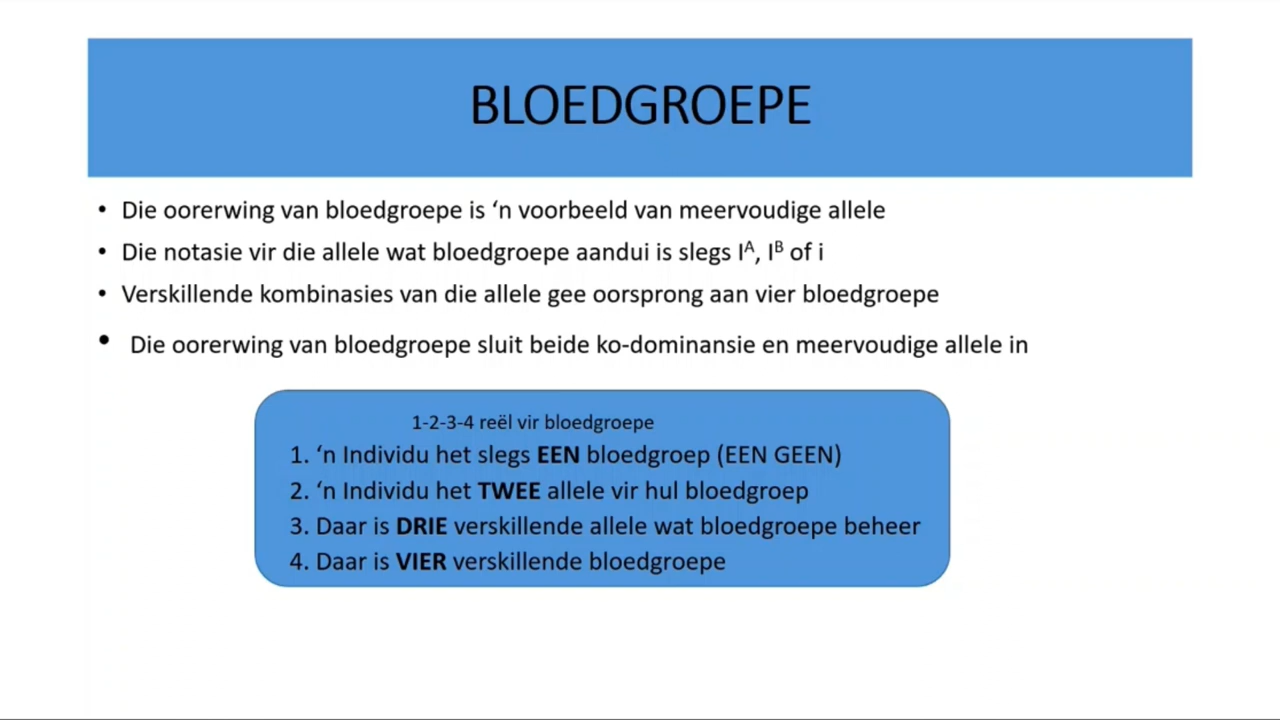 BLOEDGROEPE
• Die oorerwing van bloedgroepe is ‘n voorbeeld van meervoudige allele
• Die notasie vir die allele wat bloedgroepe aandui is slegs Iᴬ, Iᴮ of i
• Verskillende kombinasies van die allele gee oorsprong aan vier bloedgroepe
• Die oorerwing van bloedgroepe sluit beide ko-dominansie en meervoudige allele in
1-2-3-4 reël vir bloedgroepe
1. ‘n Individu het slegs EEN bloedgroep (EEN GEEN)
2. ‘n Individu het TWEE allele vir hul bloedgroep
3. Daar is DRIE verskillende allele wat bloedgroepe beheer
4. Daar is VIER verskillende bloedgroepe